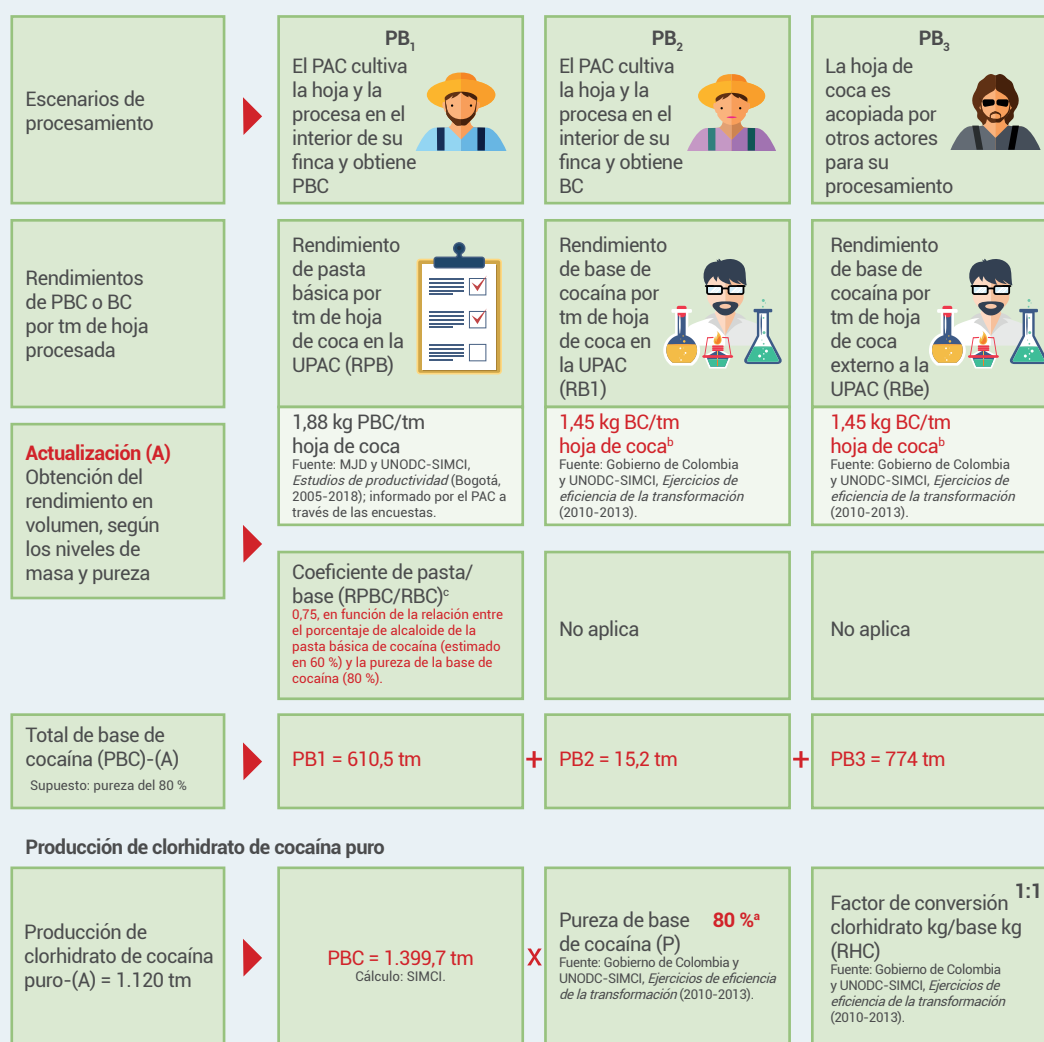 Escenarios de
procesamiento
PB1
El PAC cultiva
la hoja y la
procesa en el
interior de su
finca y obtiene
PBC
PB2
El PAC cultiva
la hoja y la
procesa en el
interior de su
finca y obtiene
BC
PB3
La hoja de
coca es
acopiada por
otros actores
para su
procesamiento
Rendimientos
de PBC o BC
por tm de hoja
procesada
Rendimiento
de pasta
básica por
tm de hoja
de coca en la
UPAC (RPB)
Rendimiento
de base de
cocaína por
tm de hoja
de coca en
la UPAC
(RB1)
Rendimiento
de base de
cocaína por
tm de hoja
de coca
externo a la
UPAC (RBe)
Actualización (A)
Obtención del
rendimiento en
volumen, según
los niveles de
masa y pureza
1,88 kg PBC/tm
hoja de coca
Fuente: MJD y UNODC-SIMCI,
Estudios de productividad (Bogotá,
2005-2018); informado por el PAC a
través de las encuestas.
1,45 kg BC/tm
hoja de cocaᵇ
Fuente: Gobierno de Colombia
y UNODC-SIMCI, Ejercicios de
eficiencia de la transformación
(2010-2013).
1,45 kg BC/tm
hoja de cocaᵇ
Fuente: Gobierno de Colombia
y UNODC-SIMCI, Ejercicios de
eficiencia de la transformación
(2010-2013).
Coeficiente de pasta/
base (RPBC/RBC)ᶜ
0,75, en función de la relación entre
el porcentaje de alcaloide de la
pasta básica de cocaína (estimado
en 60 %) y la pureza de la base de
cocaína (80 %).
No aplica
No aplica
Total de base de
cocaína (PBC)-(A)
Supuesto: pureza del 80 %
PB1 = 610,5 tm
+
PB2 = 15,2 tm
+
PB3 = 774 tm
Producción de clorhidrato de cocaína puro
Producción de
clorhidrato de cocaína
puro-(A) = 1.120 tm
PBC = 1.399,7 tm
Cálculo: SIMCI.
X
Pureza de base 80 %ᵃ
de cocaína (P)
Fuente: Gobierno de Colombia y
UNODC-SIMCI, Ejercicios de eficiencia
de la transformación (2010-2013).
Factor de conversión 1:1
clorhidrato kg/base kg
(RHC)
Fuente: Gobierno de Colombia
y UNODC-SIMCI, Ejercicios de
eficiencia de la transformación
(2010-2013).